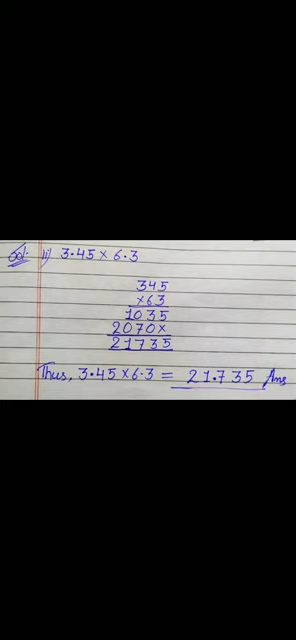 Sol. ii) 3.45 × 6.3
345
×63
1035
2070×
21735
Thus, 3.45 × 6.3 = 21.735 Ans